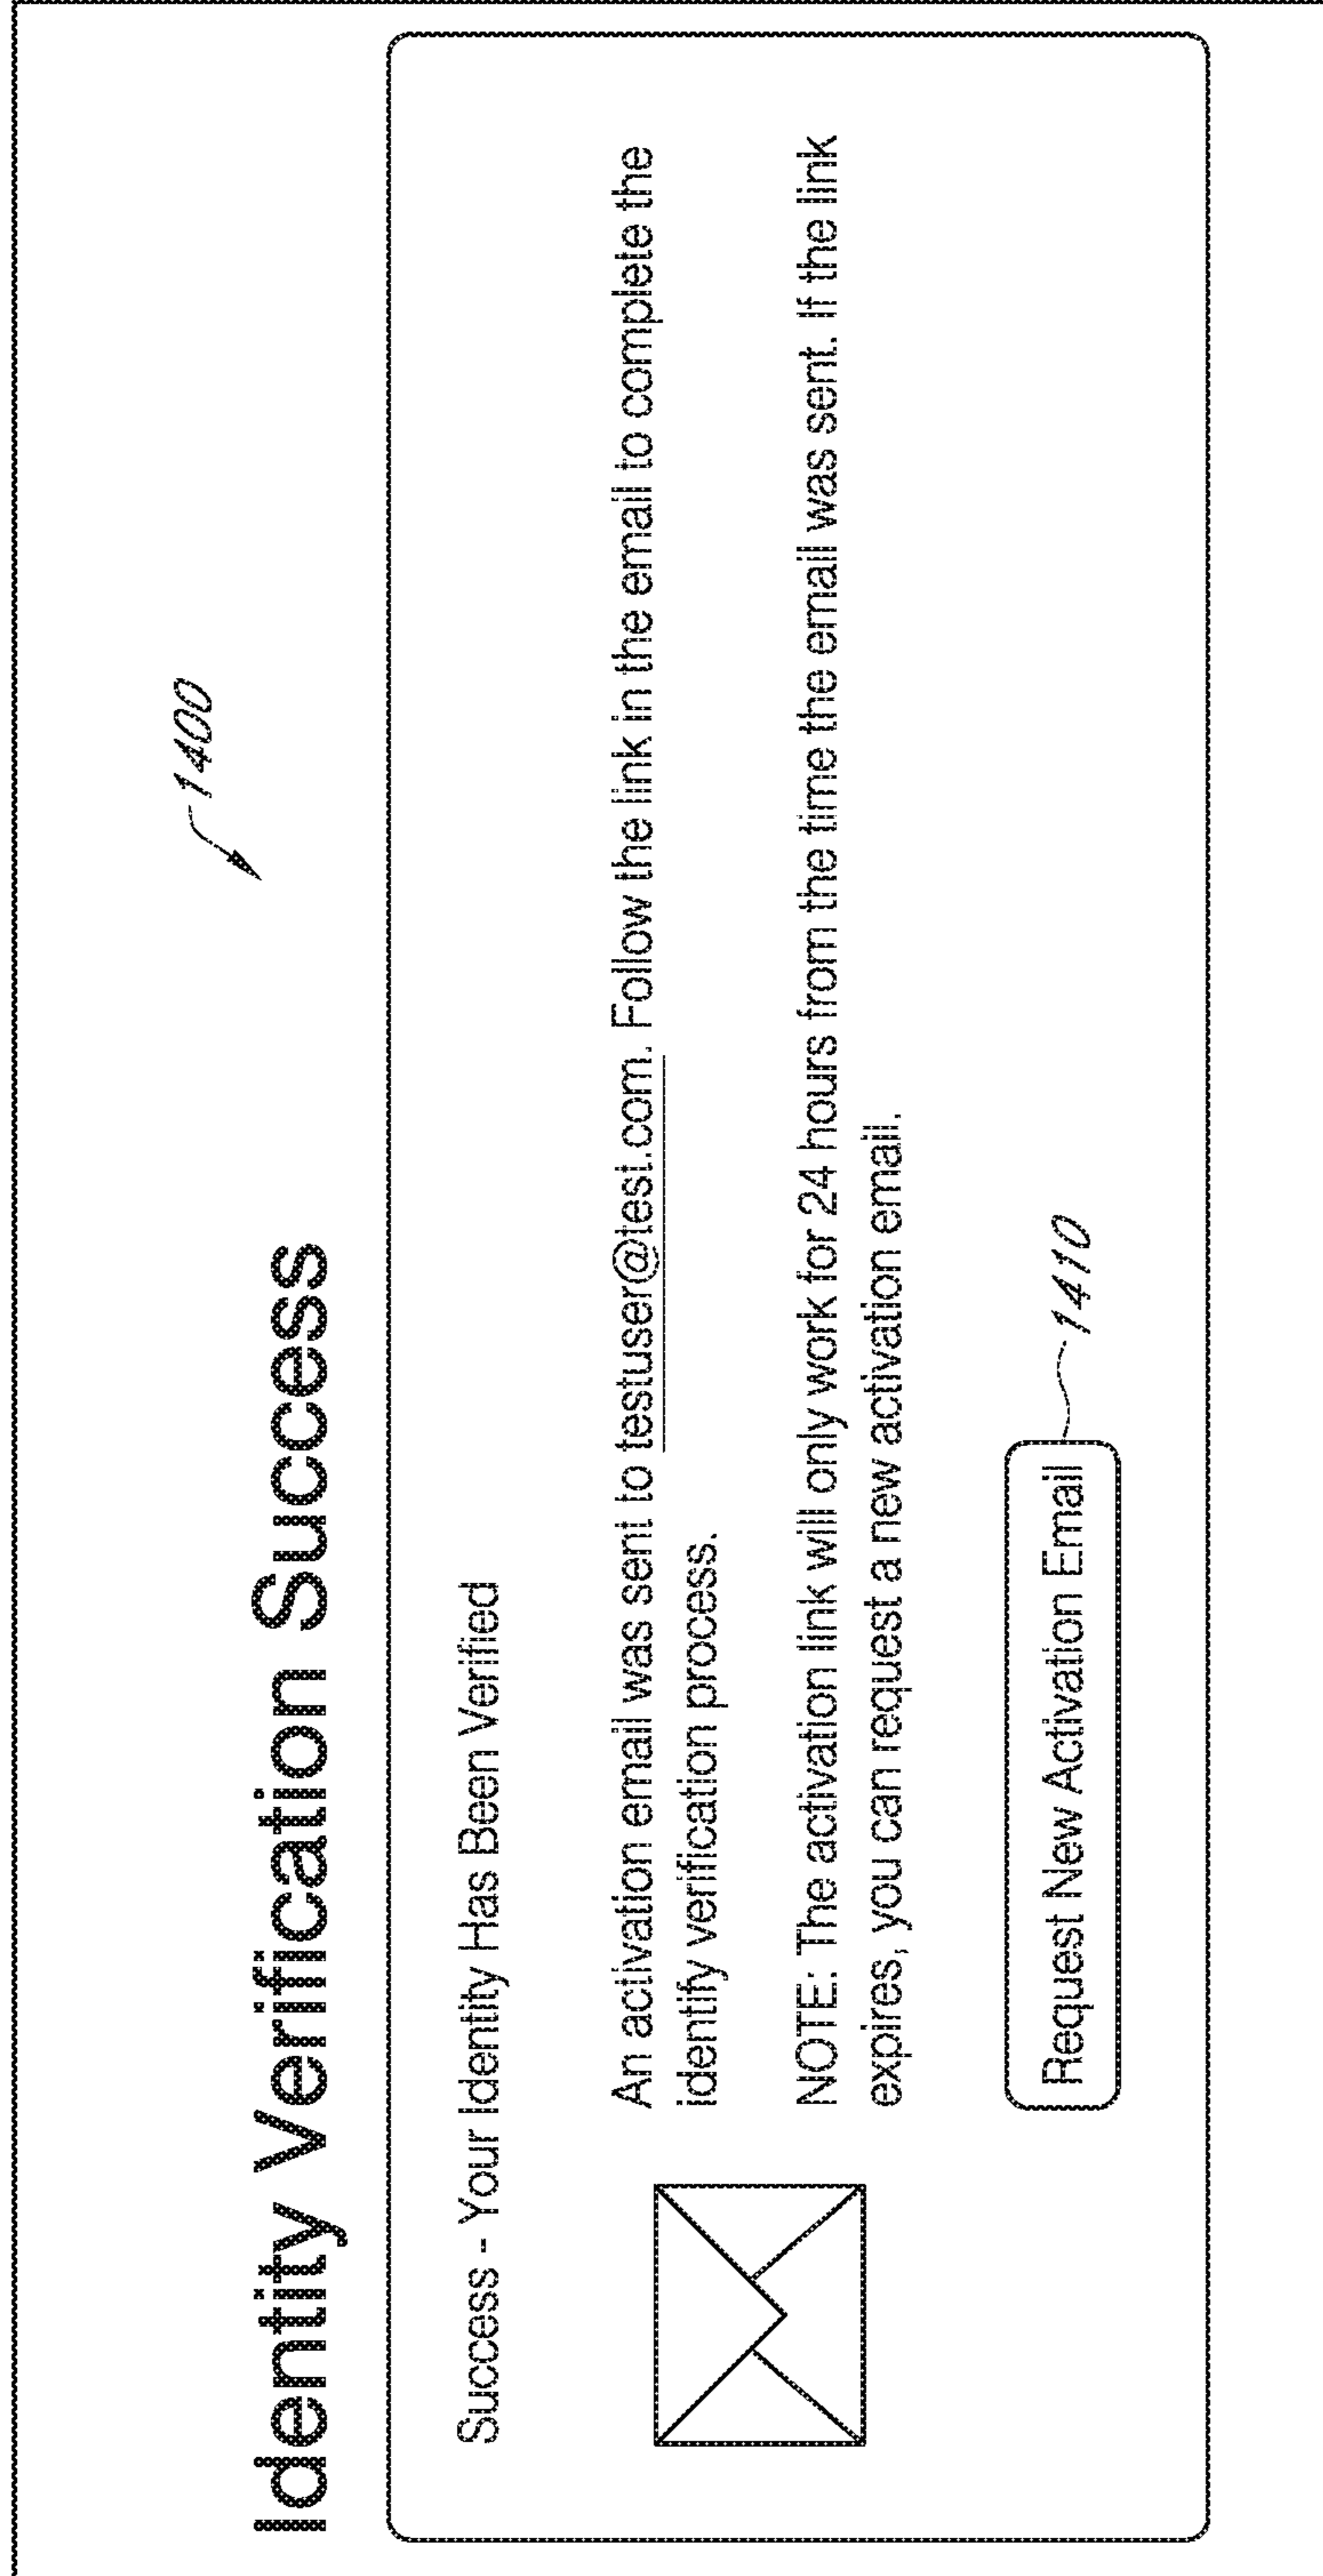 1400
Identity Verification Success
Success - Your Identity Has Been Verified
An activation email was sent to testuser@test.com. Follow the link in the email to complete the
identify verification process.
NOTE: The activation link will only work for 24 hours from the time the email was sent. If the link
expires, you can request a new activation email.
Request New Activation Email
1410